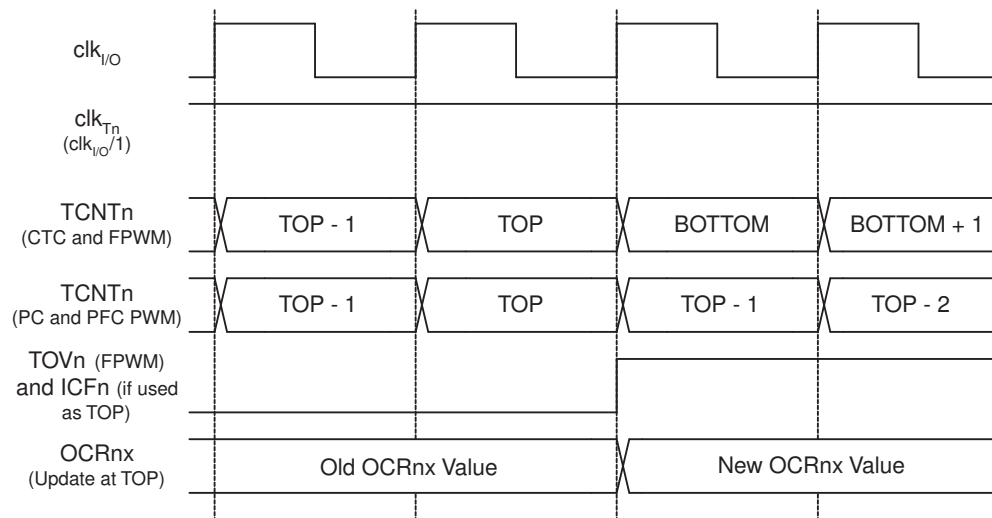 clkI/O
clkTn
(clkI/O/1)
TCNTn
(CTC and FPWM)
TOP - 1 TOP BOTTOM BOTTOM + 1
TCNTn
(PC and PFC PWM)
TOP - 1 TOP TOP - 1 TOP - 2
TOVn (FPWM)
and ICFn (if used
as TOP)
OCRnx
(Update at TOP)
Old OCRnx Value New OCRnx Value